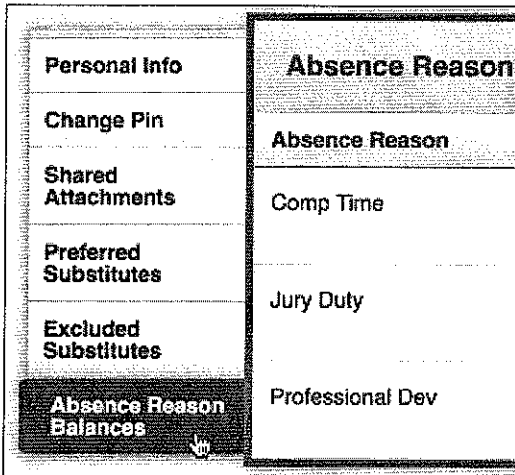 Personal Info
Change Pin
Shared
Attachments
Preferred
Substitutes
Excluded
Substitutes
Absence Reason
Balances
Absence Reason
Absence Reason
Comp Time
Jury Duty
Professional Dev